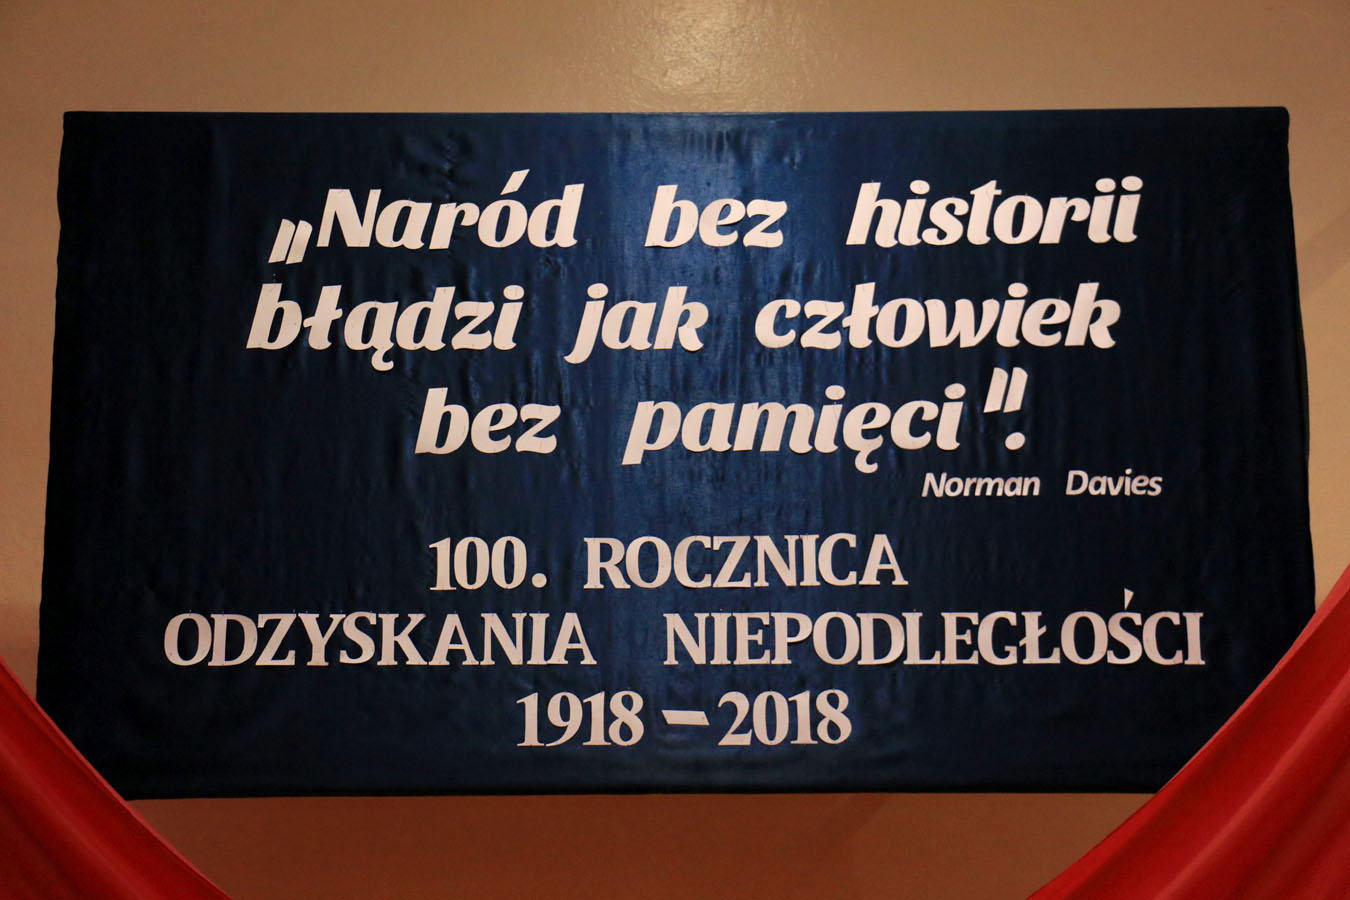 „Naród bez historii
błądzi jak człowiek
bez pamięci".
Norman Davies
100. ROCZNICA
ODZYSKANIA NIEPODLEGŁOŚCI
1918 – 2018